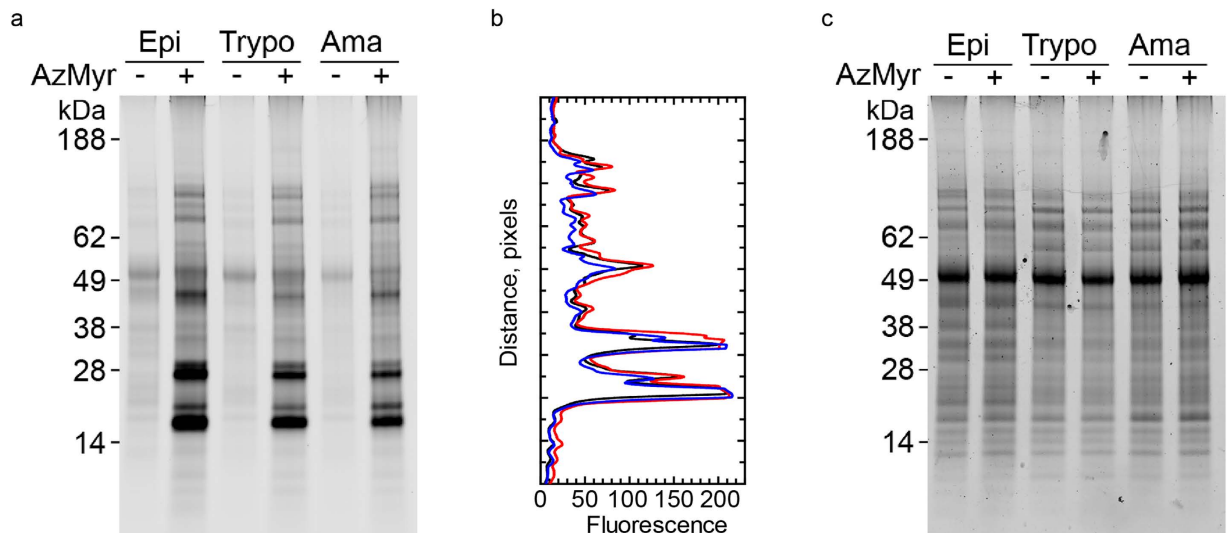 a
Epi Trypo Ama
AzMyr - + - + - +
kDa
188
62
49
38
28
14
b
Distance, pixels
0 50 100 150 200
Fluorescence
c
Epi Trypo Ama
AzMyr - + - + - +
kDa
188
62
49
38
28
14